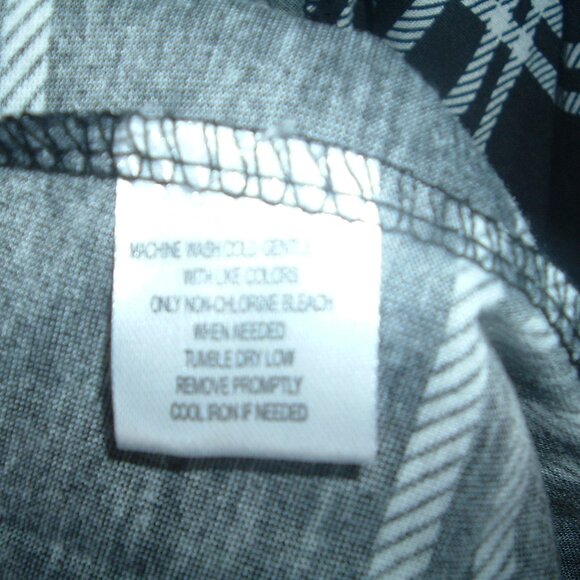 MACHINE WASH COLD GENTLE
WITH LIKE COLORS
ONLY NON-CHLORINE BLEACH
WHEN NEEDED
TUMBLE DRY LOW
REMOVE PROMPTLY
COOL IRON IF NEEDED